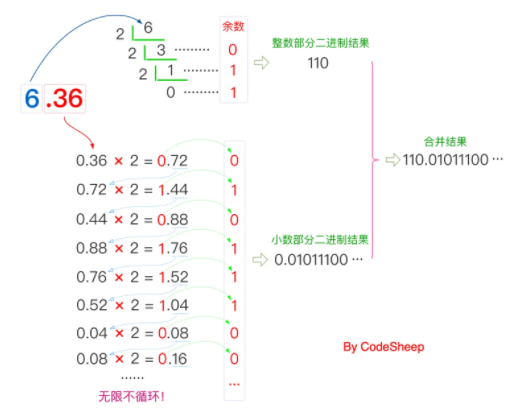 余数
2 6
2 3 ········· 0
2 1 ········· 1
0 ········· 1
整数部分二进制结果
110
6 .36
0.36 × 2 = 0.72 0
0.72 × 2 = 1.44 1
0.44 × 2 = 0.88 0
0.88 × 2 = 1.76 1
0.76 × 2 = 1.52 1
0.52 × 2 = 1.04 1
0.04 × 2 = 0.08 0
0.08 × 2 = 0.16 0
······ ···
无限不循环!
小数部分二进制结果
0.01011100 ···
合并结果
110.01011100 ···
By CodeSheep